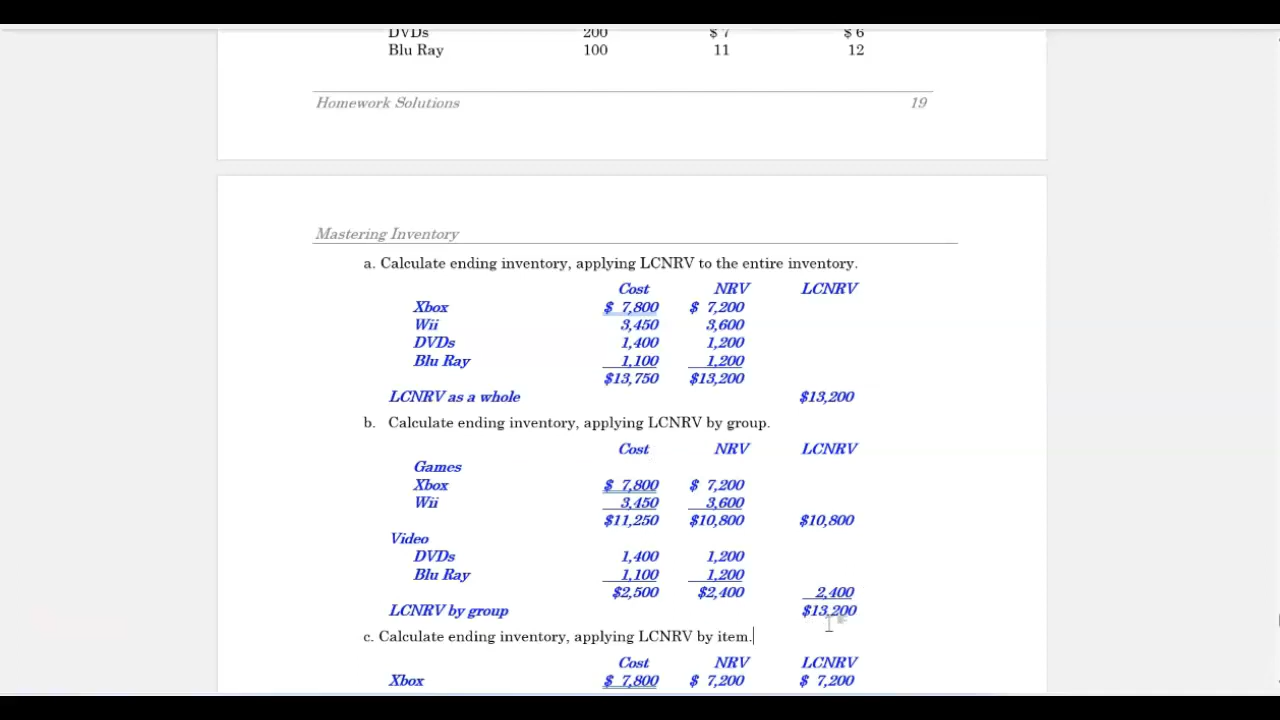 DVDs 200 $ 7 $ 6
Blu Ray 100 11 12
Homework Solutions 19
Mastering Inventory
a. Calculate ending inventory, applying LCNRV to the entire inventory.
Cost NRV LCNRV
Xbox $ 7,800 $ 7,200
Wii 3,450 3,600
DVDs 1,400 1,200
Blu Ray 1,100 1,200
$13,750 $13,200
LCNRV as a whole $13,200
b. Calculate ending inventory, applying LCNRV by group.
Cost NRV LCNRV
Games
Xbox $ 7,800 $ 7,200
Wii 3,450 3,600
$11,250 $10,800 $10,800
Video
DVDs 1,400 1,200
Blu Ray 1,100 1,200
$2,500 $2,400 2,400
LCNRV by group $13,200
c. Calculate ending inventory, applying LCNRV by item.
Cost NRV LCNRV
Xbox $ 7,800 $ 7,200 $ 7,200